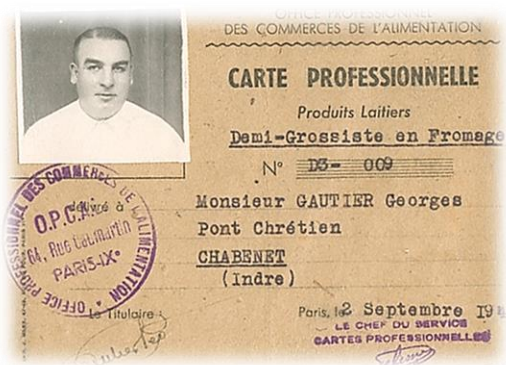 OFFICE PROFESSIONNEL
DES COMMERCES DE L'ALIMENTATION
CARTE PROFESSIONNELLE
Produits Laitiers
Demi-Grossiste en Fromage
N° D3- 009
Monsieur GAUTIER Georges
Pont Chrétien
CHABENET
(Indre)
Délivrée à
OFFICE PROFESSIONNEL DES COMMERCES DE L'ALIMENTATION
O.P.C.A.
64, Rue
PARIS-IX°
Le Titulaire
Paris, le 2 Septembre 19
LE CHEF DU SERVICE
CARTES PROFESSIONNELLES